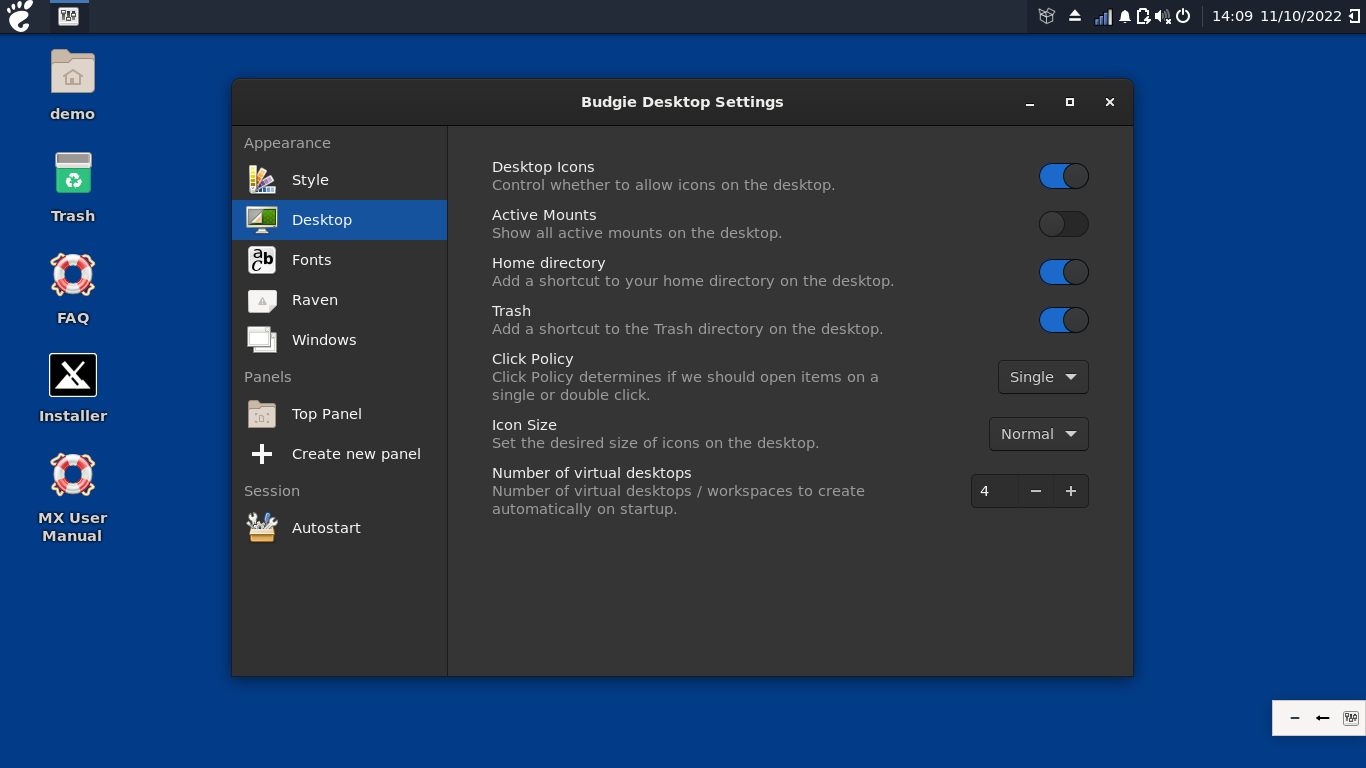 14:09 11/10/2022
demo
Trash
FAQ
Installer
MX User
Manual
Budgie Desktop Settings
Appearance
Style
Desktop
Fonts
Raven
Windows
Panels
Top Panel
Create new panel
Session
Autostart
Desktop Icons
Control whether to allow icons on the desktop.
Active Mounts
Show all active mounts on the desktop.
Home directory
Add a shortcut to your home directory on the desktop.
Trash
Add a shortcut to the Trash directory on the desktop.
Click Policy
Click Policy determines if we should open items on a
single or double click.
Single
Icon Size
Set the desired size of icons on the desktop.
Normal
Number of virtual desktops
Number of virtual desktops / workspaces to create
automatically on startup.
4